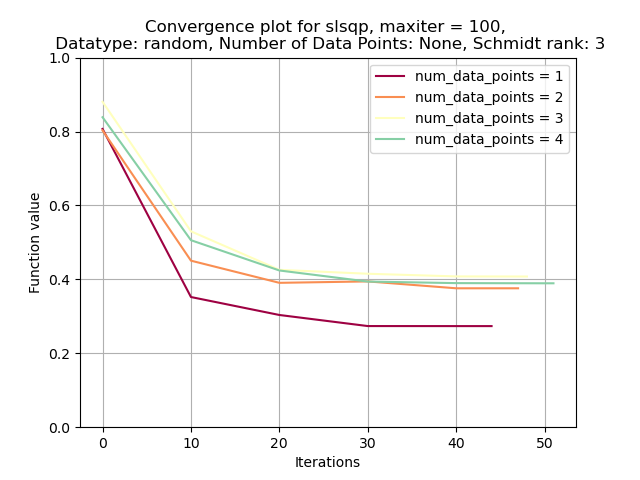 Convergence plot for slsqp, maxiter = 100,
Datatype: random, Number of Data Points: None, Schmidt rank: 3
1.0
0.8
0.6
0.4
0.2
0.0
Function value
num_data_points = 1
num_data_points = 2
num_data_points = 3
num_data_points = 4
0 10 20 30 40 50
Iterations